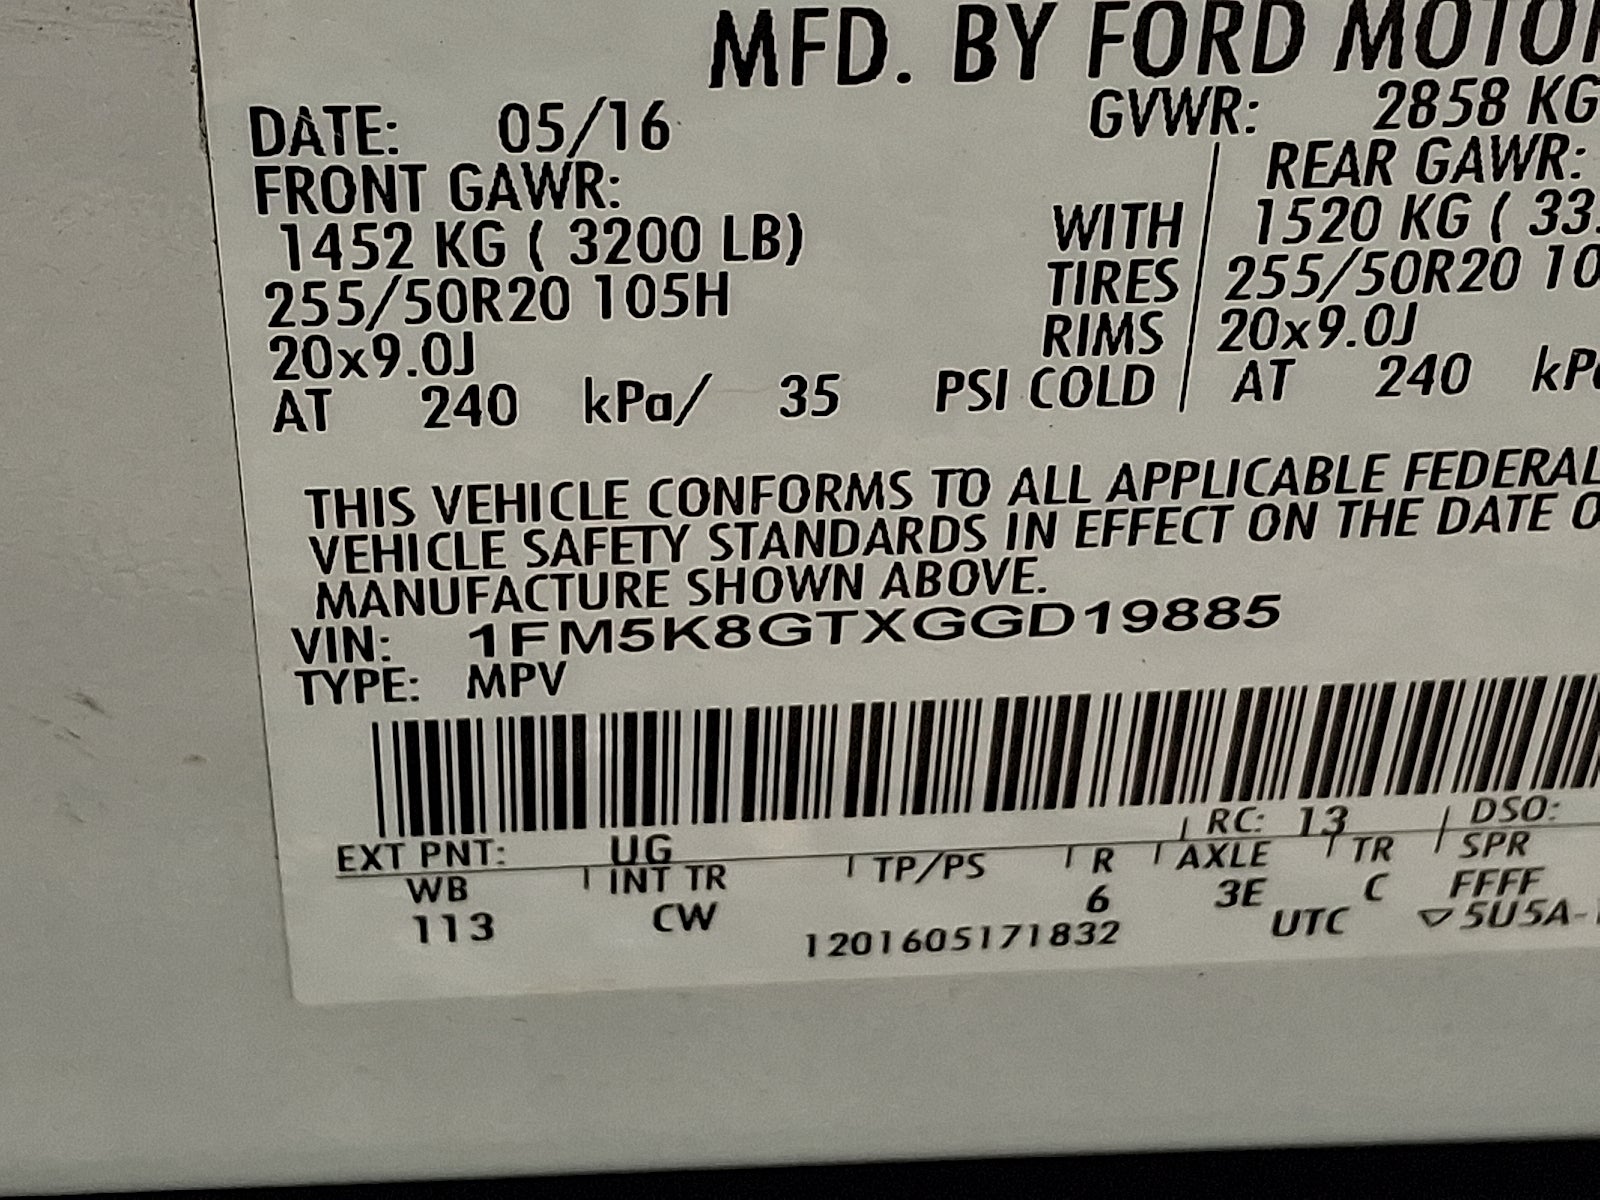 MFD. BY FORD MOTOR
DATE: 05/16 GVWR: 2858 KG
FRONT GAWR: REAR GAWR:
1452 KG ( 3200 LB) WITH 1520 KG ( 33
255/50R20 105H TIRES 255/50R20 10
20x9.0J RIMS 20x9.0J
AT 240 kPa/ 35 PSI COLD AT 240 kPa
THIS VEHICLE CONFORMS TO ALL APPLICABLE FEDERAL
VEHICLE SAFETY STANDARDS IN EFFECT ON THE DATE O
MANUFACTURE SHOWN ABOVE.
VIN: 1FM5K8GTXGGD19885
TYPE: MPV
EXT PNT: UG RC: 13 DSO:
WB INT TR TP/PS R AXLE TR SPR
113 CW 6 3E C FFFF
1201605171832 UTC ▽5U5A-